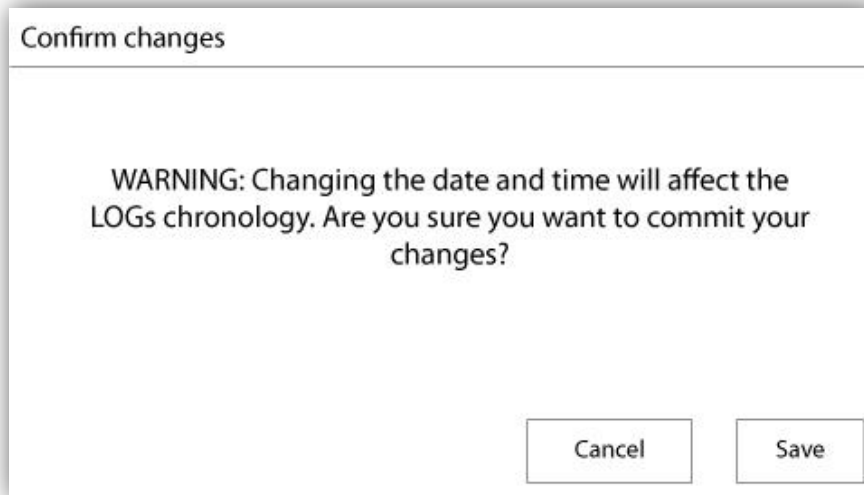 Confirm changes
WARNING: Changing the date and time will affect the
LOGs chronology. Are you sure you want to commit your
changes?
Cancel
Save